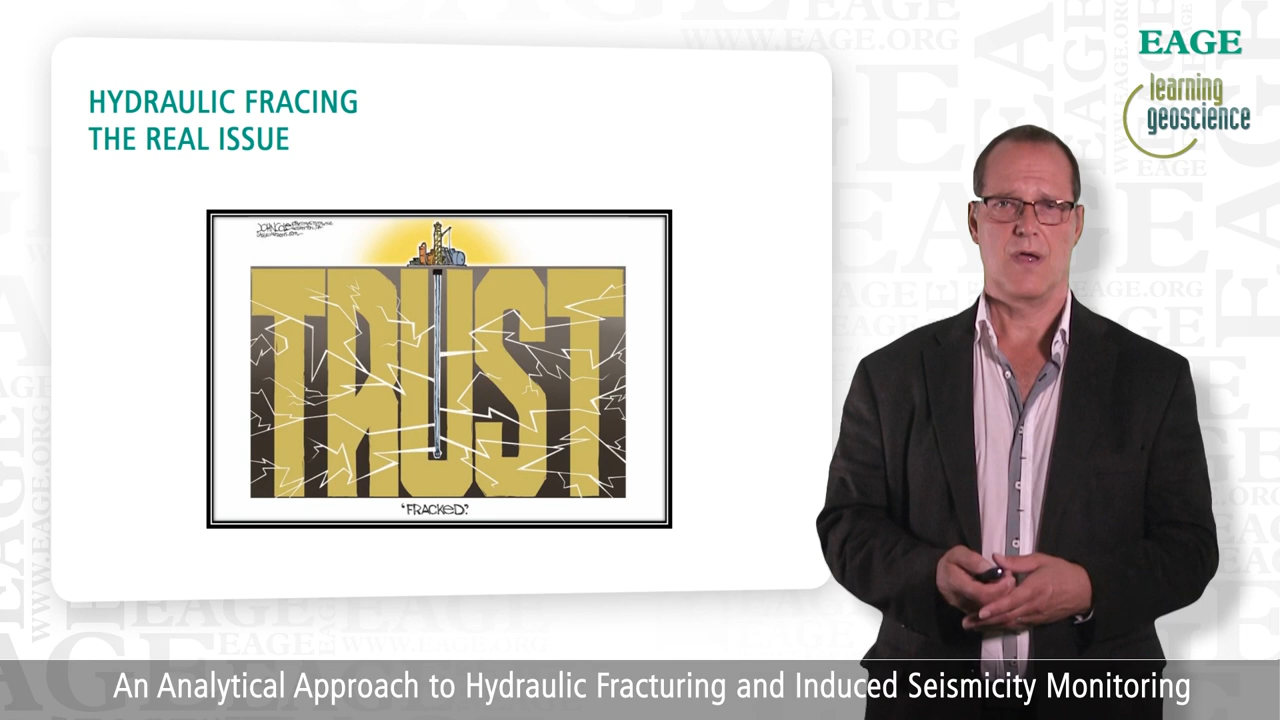 HYDRAULIC FRACING
THE REAL ISSUE
EAGE
learning
geoscience
TRUST
"FRACKED?"
An Analytical Approach to Hydraulic Fracturing and Induced Seismicity Monitoring
WWW.EAGE.ORG
EAGE